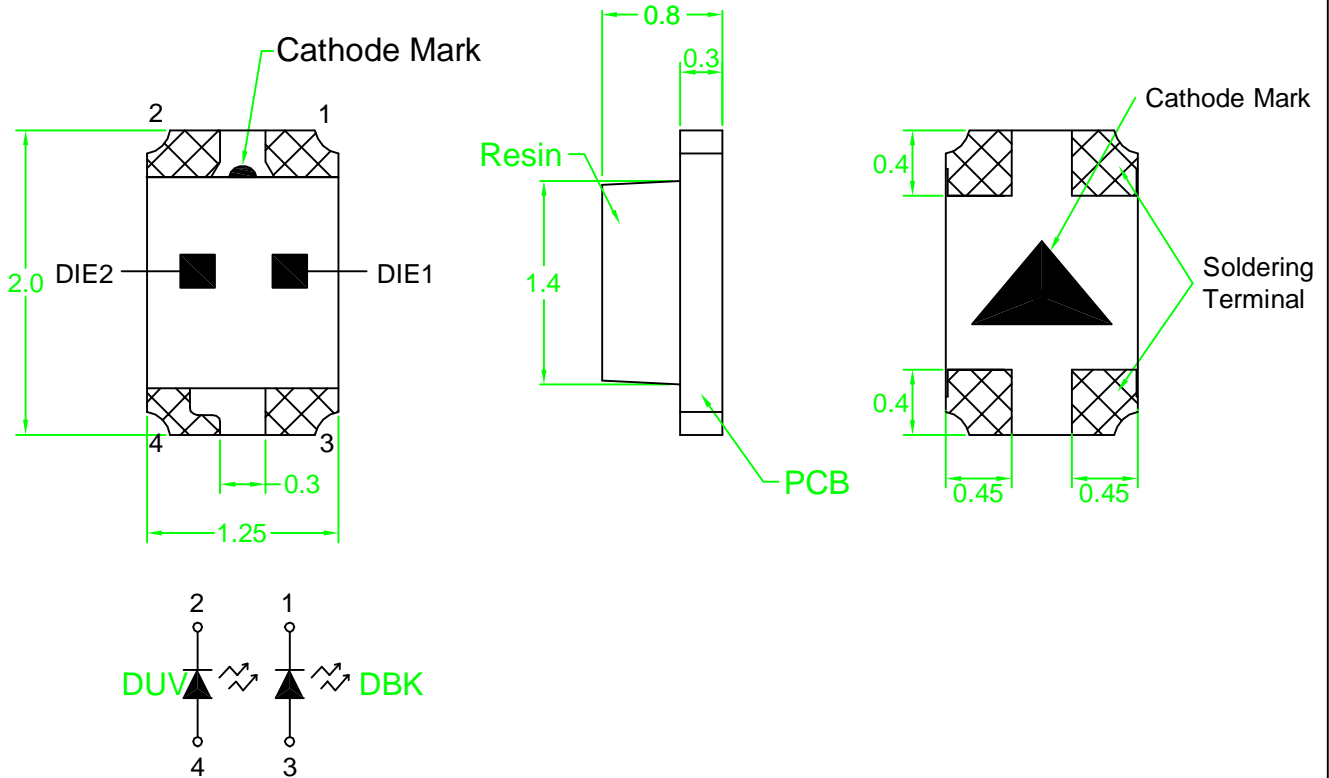 Cathode Mark
2
1
2.0
DIE2
DIE1
4
3
0.3
1.25
0.8
0.3
Resin
1.4
PCB
Cathode Mark
0.4
Soldering
Terminal
0.4
0.45
0.45
2
1
DUV
DBK
4
3